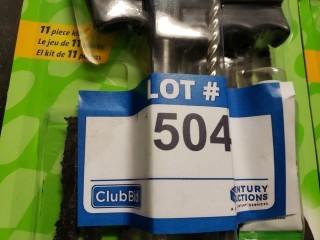 11 piece k
Le jeu de 11
El kit de 11
LOT #
504
ClubBid
NTURY
CTIONS